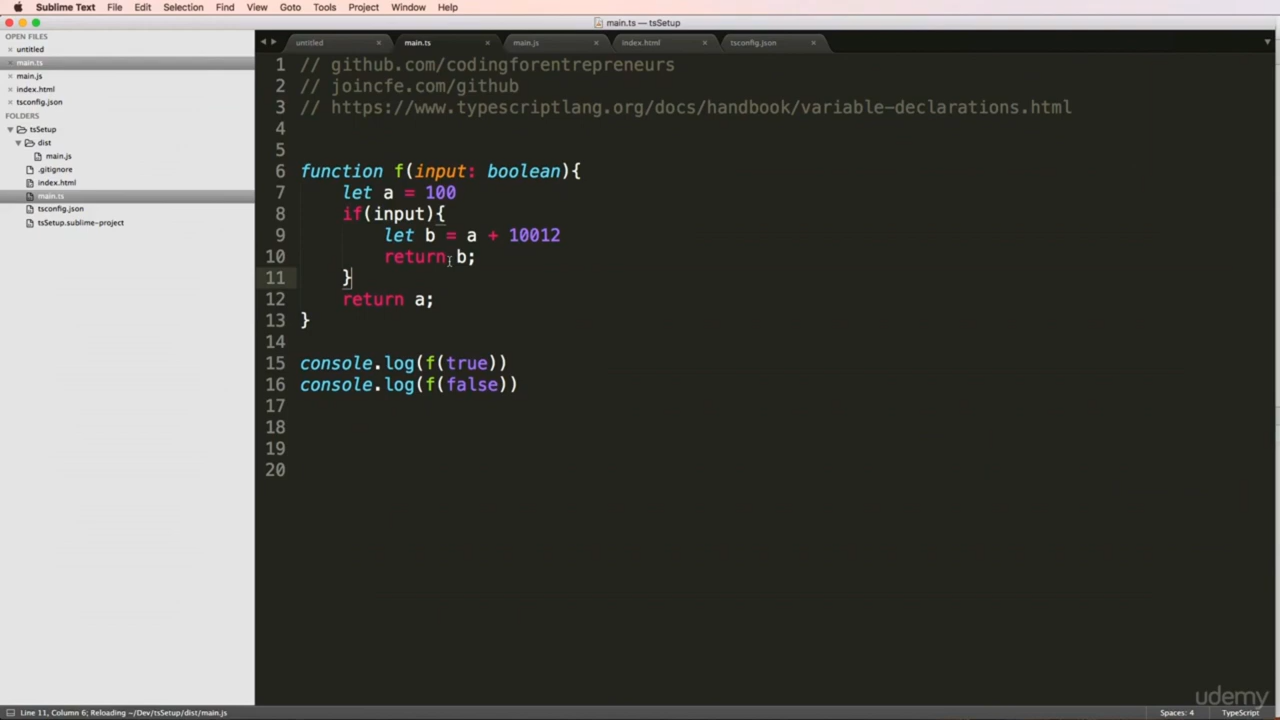 Sublime Text File Edit Selection Find View Goto Tools Project Window Help
main.ts — tsSetup
OPEN FILES
untitled
main.ts
main.js
index.html
tsconfig.json
FOLDERS
tsSetup
dist
main.js
.gitignore
index.html
main.ts
tsconfig.json
tsSetup.sublime-project
untitled main.ts main.js index.html tsconfig.json
1 // github.com/codingforentrepreneurs
2 // joincfe.com/github
3 // https://www.typescriptlang.org/docs/handbook/variable-declarations.html
4
5
6 function f(input: boolean){
7 let a = 100
8 if(input){
9 let b = a + 10012
10 return b;
11 }
12 return a;
13 }
14
15 console.log(f(true))
16 console.log(f(false))
17
18
19
20
udemy
Line 11, Column 6; Reloading ~/Dev/tsSetup/dist/main.js Spaces: 4 TypeScript